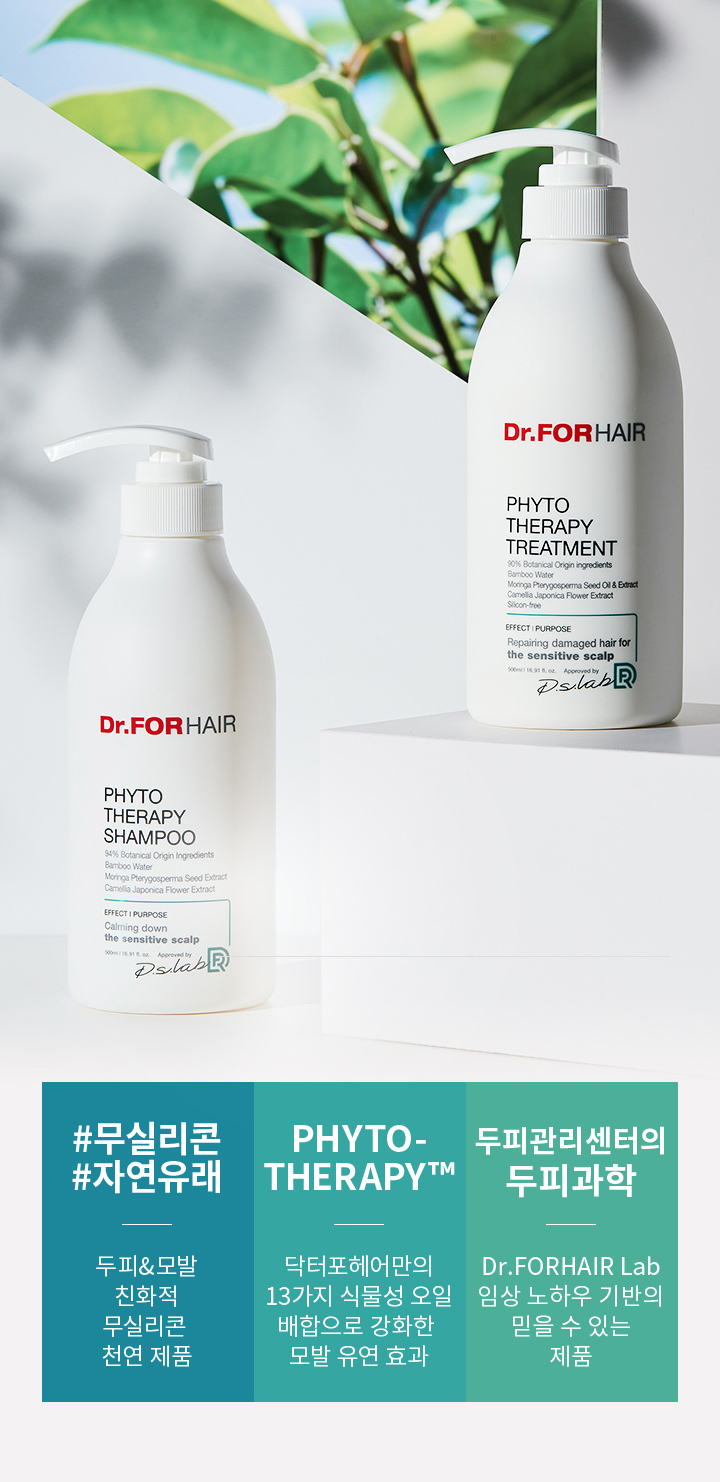 Dr.FORHAIR
PHYTO
THERAPY
TREATMENT
90% Botanical Origin ingredients
Bamboo Water
Moringa Pterygosperma Seed Oil & Extract
Camellia Japonica Flower Extract
Silicon-free
EFFECT | PURPOSE
Repairing damaged hair for
the sensitive scalp
500ml | 16.91 fl. oz. Approved by
D.s.lab
Dr.FORHAIR
PHYTO
THERAPY
SHAMPOO
94% Botanical Origin Ingredients
Bamboo Water
Moringa Pterygosperma Seed Extract
Camellia Japonica Flower Extract
EFFECT | PURPOSE
Calming down
the sensitive scalp
500ml | 16.91 fl. oz. Approved by
D.s.lab
#무실리콘
#자연유래
두피&모발
친화적
무실리콘
천연 제품
PHYTO-
THERAPY™
닥터포헤어만의
13가지 식물성 오일
배합으로 강화한
모발 유연 효과
두피관리센터의
두피과학
Dr.FORHAIR Lab
임상 노하우 기반의
믿을 수 있는
제품